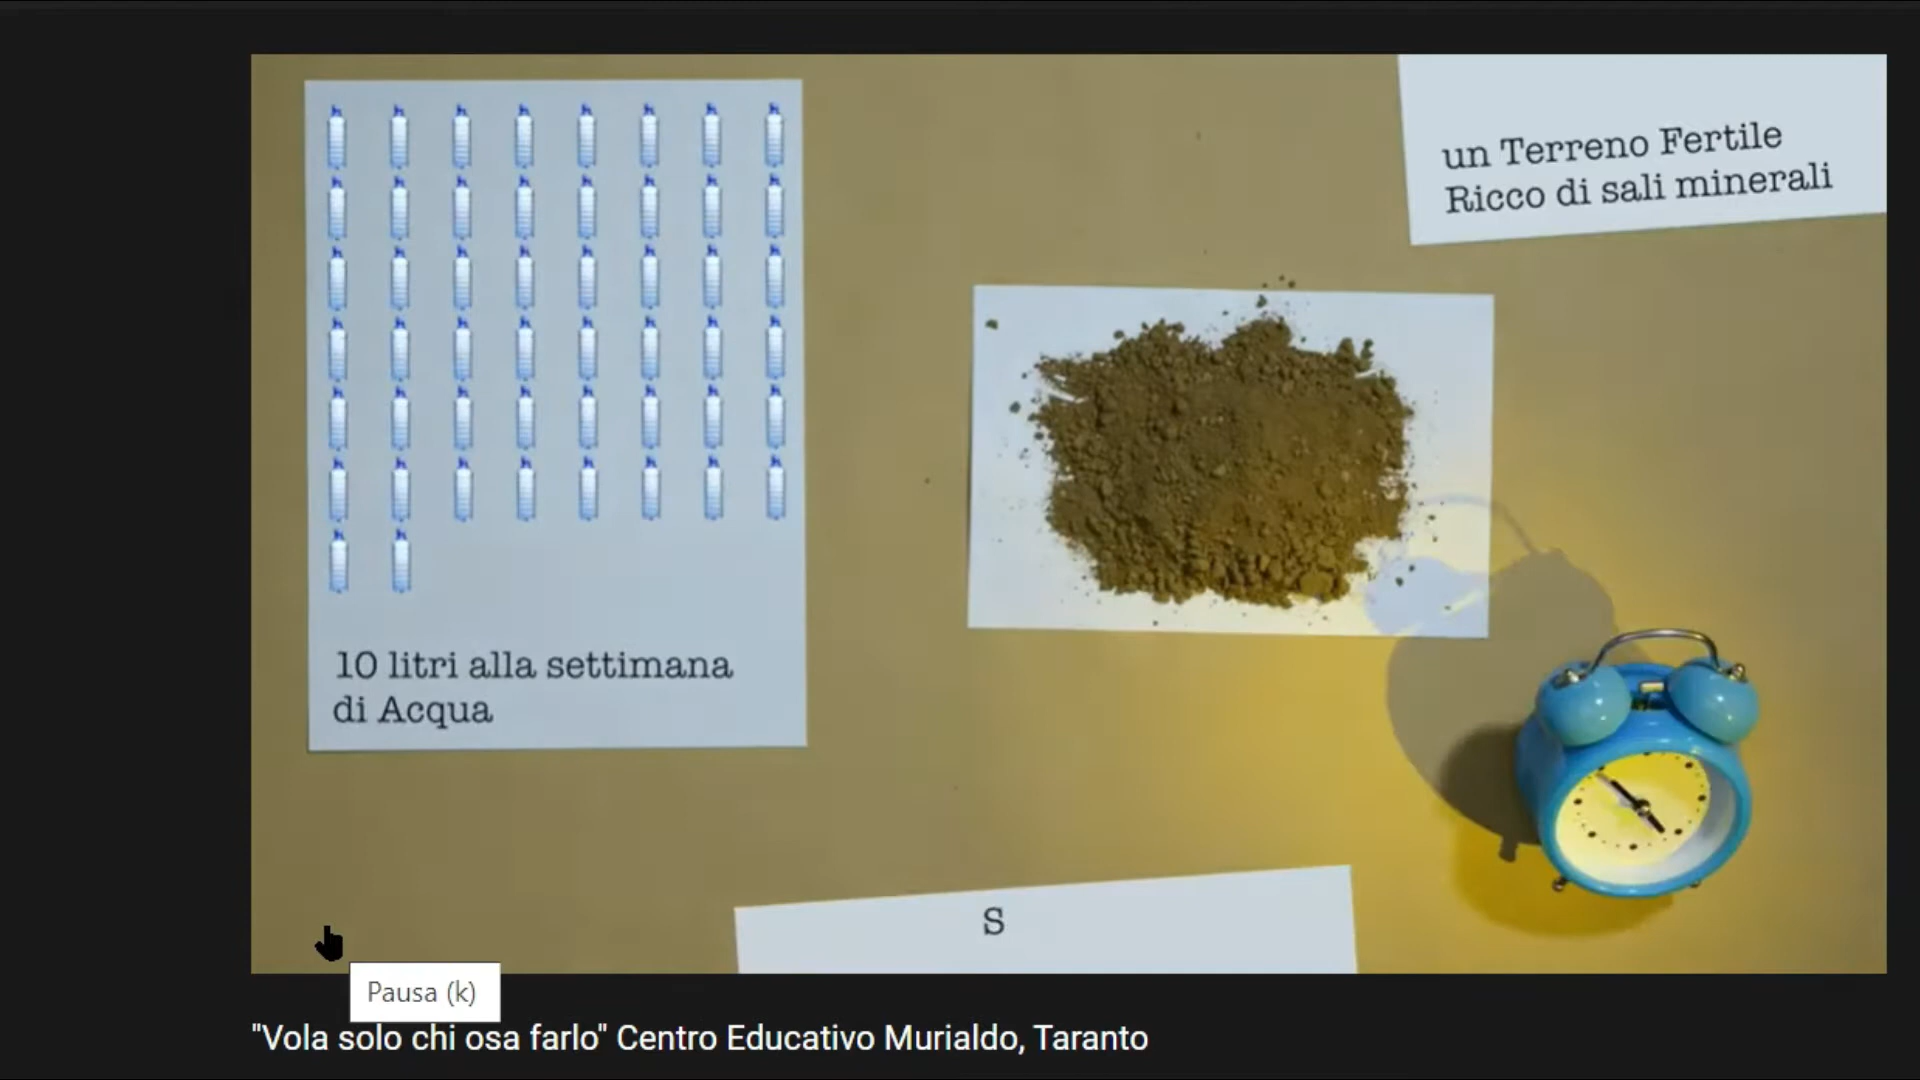 un Terreno Fertile
Ricco di sali minerali
10 litri alla settimana
di Acqua
S
Pausa (k)
"Vola solo chi osa farlo" Centro Educativo Murialdo, Taranto